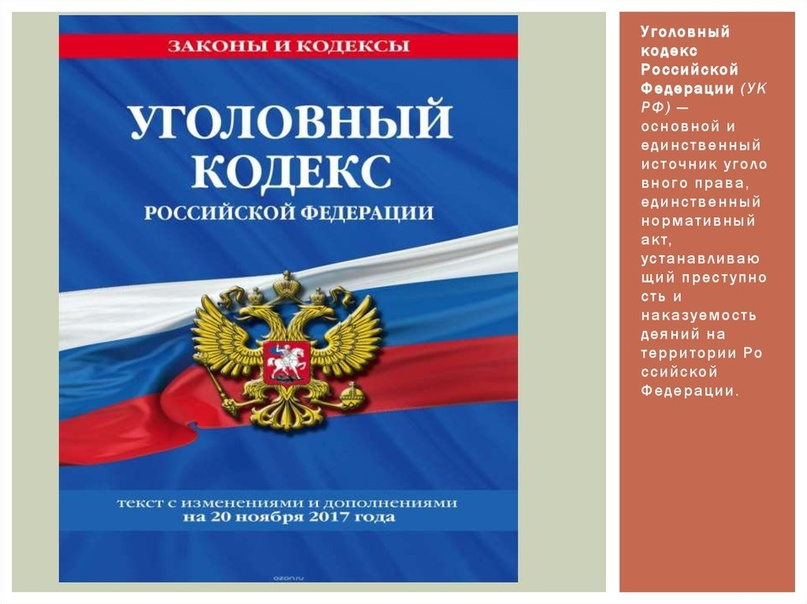 ЗАКОНЫ И КОДЕКСЫ
УГОЛОВНЫЙ
КОДЕКС
РОССИЙСКОЙ ФЕДЕРАЦИИ
ТЕКСТ С ИЗМЕНЕНИЯМИ И ДОПОЛНЕНИЯМИ
на 20 ноября 2017 года
ozon.ru
Уголовный
кодекс
Российской
Федерации (УК
РФ) —
основной и
единственный
источник уголо
вного права,
единственный
нормативный
акт,
устанавливаю
щий преступно
сть и
наказуемость
деяний на
территории Ро
ссийской
Федерации.